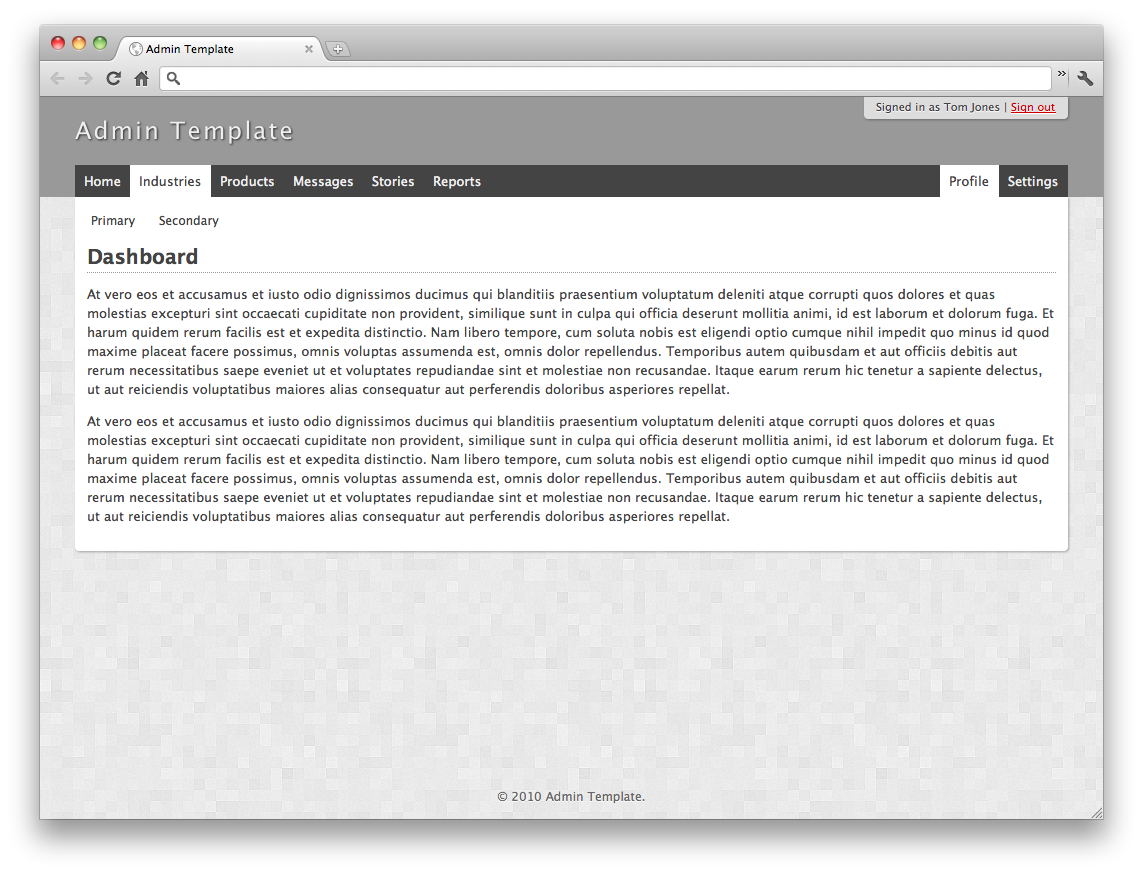 Admin Template
Signed in as Tom Jones | Sign out
Admin Template
Home Industries Products Messages Stories Reports Profile Settings
Primary Secondary
Dashboard
At vero eos et accusamus et iusto odio dignissimos ducimus qui blanditiis praesentium voluptatum deleniti atque corrupti quos dolores et quas
molestias excepturi sint occaecati cupiditate non provident, similique sunt in culpa qui officia deserunt mollitia animi, id est laborum et dolorum fuga. Et
harum quidem rerum facilis est et expedita distinctio. Nam libero tempore, cum soluta nobis est eligendi optio cumque nihil impedit quo minus id quod
maxime placeat facere possimus, omnis voluptas assumenda est, omnis dolor repellendus. Temporibus autem quibusdam et aut officiis debitis aut
rerum necessitatibus saepe eveniet ut et voluptates repudiandae sint et molestiae non recusandae. Itaque earum rerum hic tenetur a sapiente delectus,
ut aut reiciendis voluptatibus maiores alias consequatur aut perferendis doloribus asperiores repellat.
At vero eos et accusamus et iusto odio dignissimos ducimus qui blanditiis praesentium voluptatum deleniti atque corrupti quos dolores et quas
molestias excepturi sint occaecati cupiditate non provident, similique sunt in culpa qui officia deserunt mollitia animi, id est laborum et dolorum fuga. Et
harum quidem rerum facilis est et expedita distinctio. Nam libero tempore, cum soluta nobis est eligendi optio cumque nihil impedit quo minus id quod
maxime placeat facere possimus, omnis voluptas assumenda est, omnis dolor repellendus. Temporibus autem quibusdam et aut officiis debitis aut
rerum necessitatibus saepe eveniet ut et voluptates repudiandae sint et molestiae non recusandae. Itaque earum rerum hic tenetur a sapiente delectus,
ut aut reiciendis voluptatibus maiores alias consequatur aut perferendis doloribus asperiores repellat.
© 2010 Admin Template.